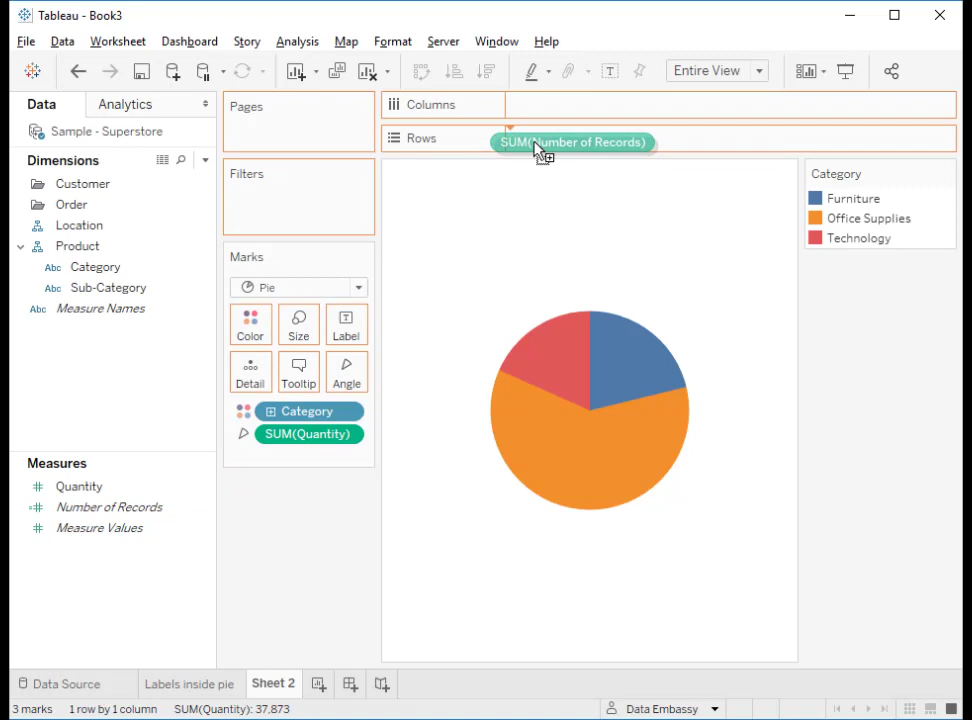 Tableau - Book3
File Data Worksheet Dashboard Story Analysis Map Format Server Window Help
Entire View
Data Analytics
Sample - Superstore
Dimensions
Customer
Order
Location
Product
Abc Category
Abc Sub-Category
Abc Measure Names
Measures
Quantity
Number of Records
Measure Values
Pages
Filters
Marks
Pie
Color Size Label
Detail Tooltip Angle
Category
SUM(Quantity)
Columns
Rows
SUM(Number of Records)
Category
Furniture
Office Supplies
Technology
Data Source Labels inside pie Sheet 2
3 marks 1 row by 1 column SUM(Quantity): 37,873 Data Embassy